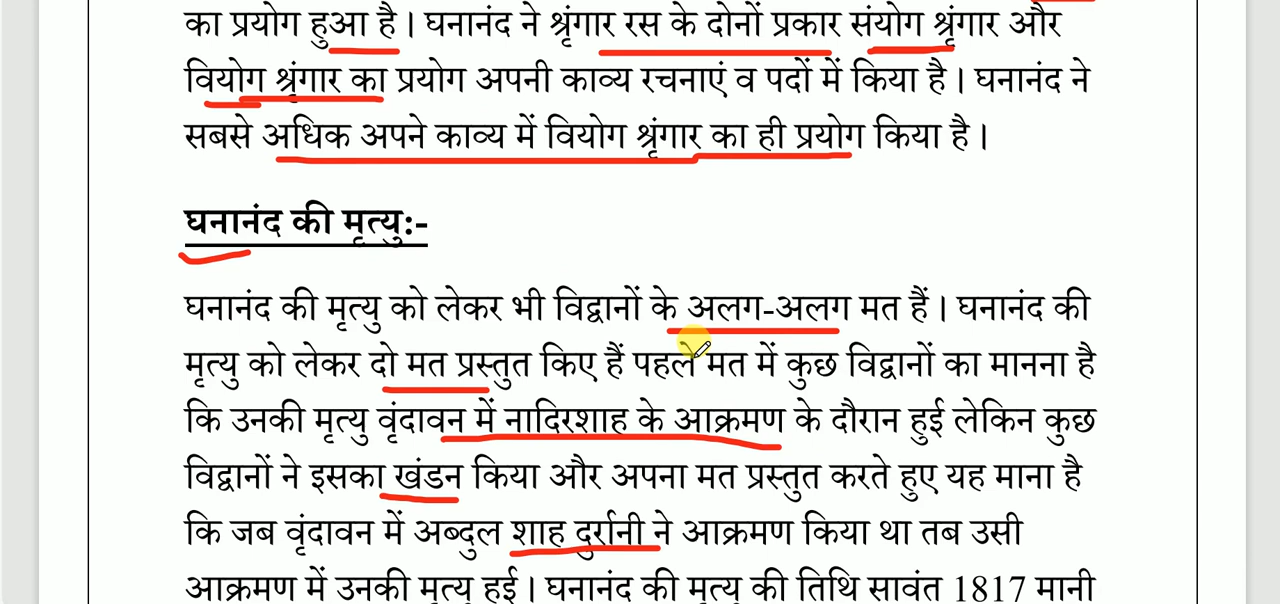 का प्रयोग हुआ है। घनानंद ने श्रृंगार रस के दोनों प्रकार संयोग श्रृंगार और
वियोग श्रृंगार का प्रयोग अपनी काव्य रचनाएं व पदों में किया है। घनानंद ने
सबसे अधिक अपने काव्य में वियोग श्रृंगार का ही प्रयोग किया है।
घनानंद की मृत्यु:-
घनानंद की मृत्यु को लेकर भी विद्वानों के अलग-अलग मत हैं। घनानंद की
मृत्यु को लेकर दो मत प्रस्तुत किए हैं पहले मत में कुछ विद्वानों का मानना है
कि उनकी मृत्यु वृंदावन में नादिरशाह के आक्रमण के दौरान हुई लेकिन कुछ
विद्वानों ने इसका खंडन किया और अपना मत प्रस्तुत करते हुए यह माना है
कि जब वृंदावन में अब्दुल शाह दुर्रानी ने आक्रमण किया था तब उसी
आक्रमण में उनकी मृत्यु हुई। घनानंद की मृत्यु की तिथि सावंत 1817 मानी